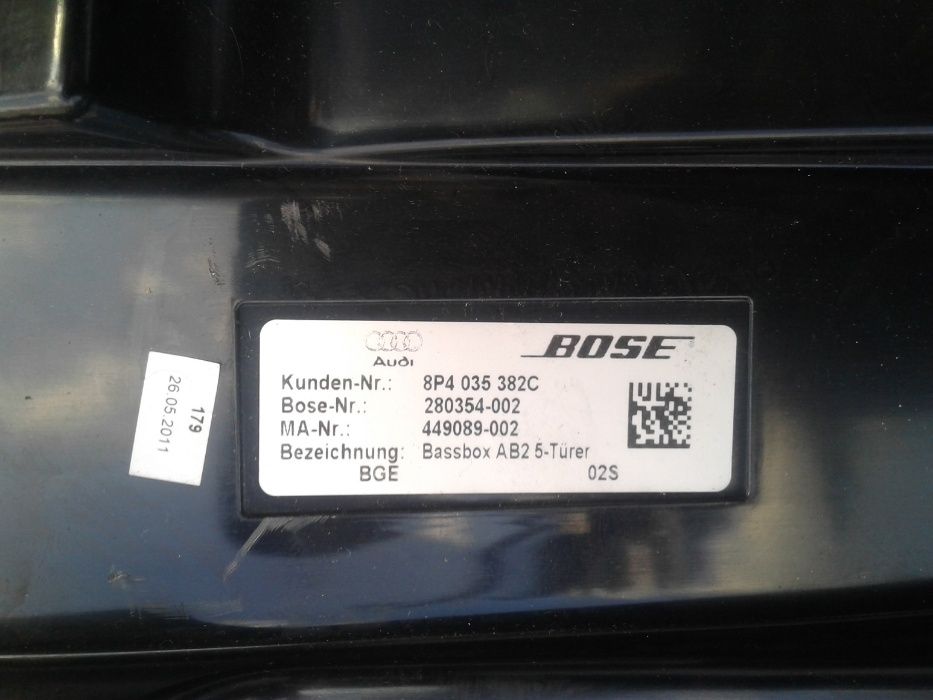 Audi
BOSE
Kunden-Nr.: 8P4 035 382C
Bose-Nr.: 280354-002
MA-Nr.: 449089-002
Bezeichnung: Bassbox AB2 5-Türer
BGE 02S
179
26.05.2011